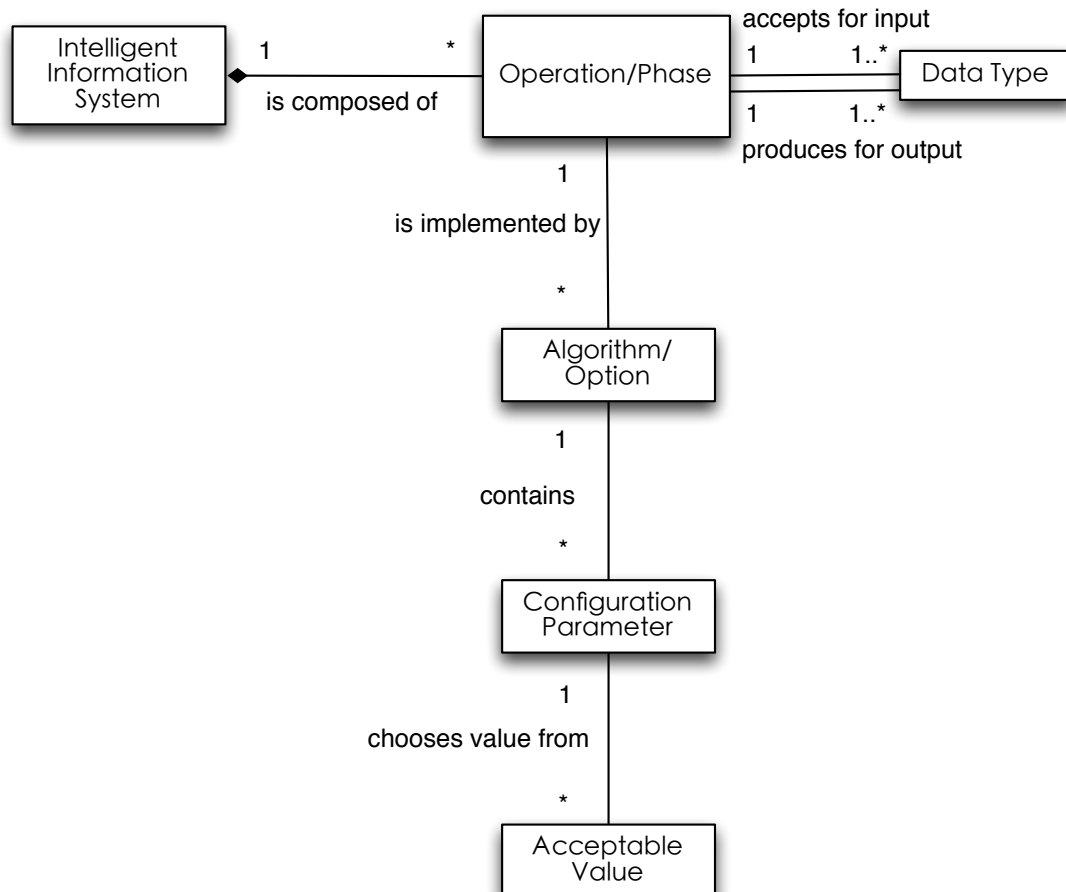 Intelligent
Information
System
1
*
is composed of
Operation/Phase
accepts for input
1
1..*
Data Type
1
1..*
produces for output
1
is implemented by
*
Algorithm/
Option
1
contains
*
Configuration
Parameter
1
chooses value from
*
Acceptable
Value